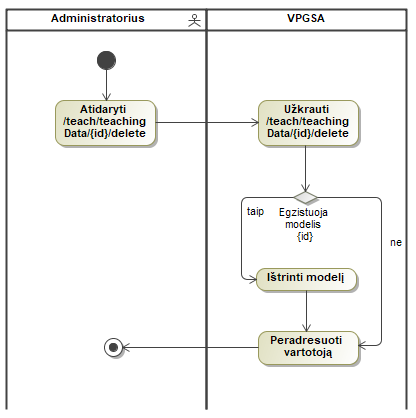 Administratorius
VPGSA
Atidaryti
/teach/teaching
Data/{id}/delete
Užkrauti
/teach/teaching
Data/{id}/delete
taip
Egzistuoja
modelis
{id}
ne
Ištrinti modelį
Peradresuoti
vartotoją